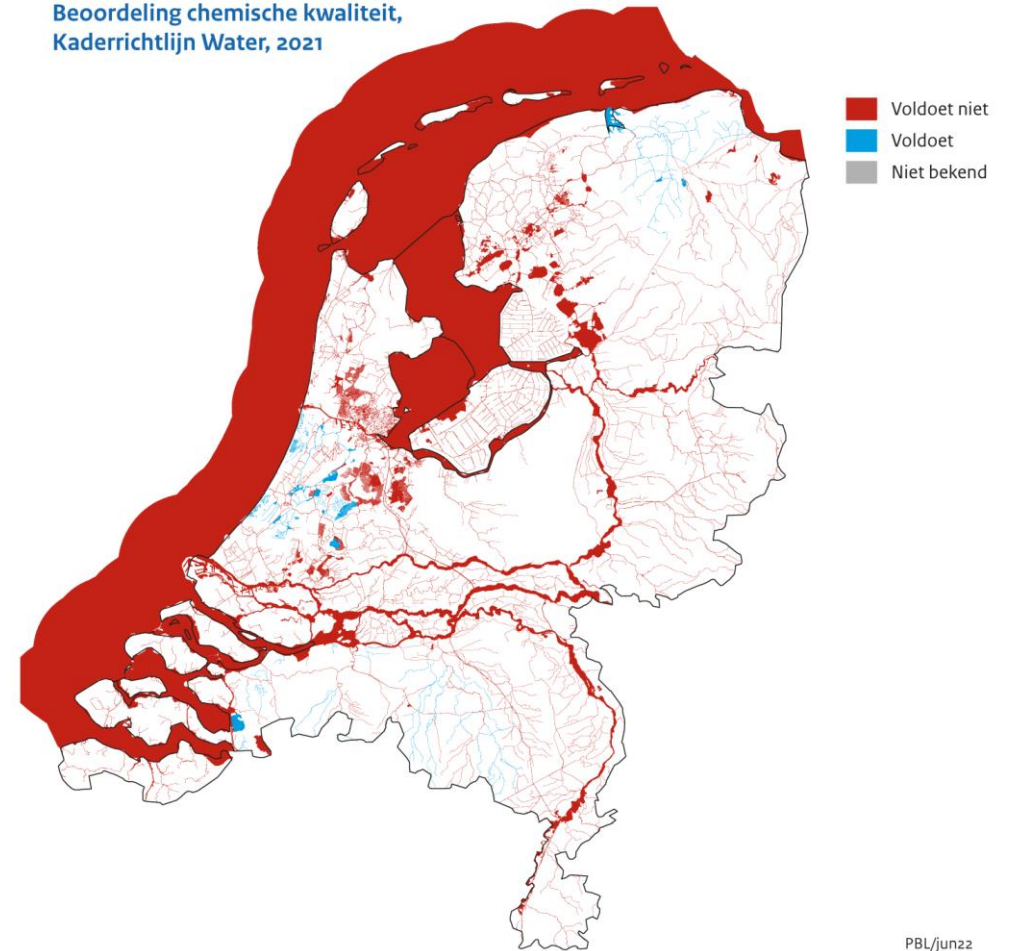 Beoordeling chemische kwaliteit,
Kaderrichtlijn Water, 2021
Voldoet niet
Voldoet
Niet bekend
PBL/jun22